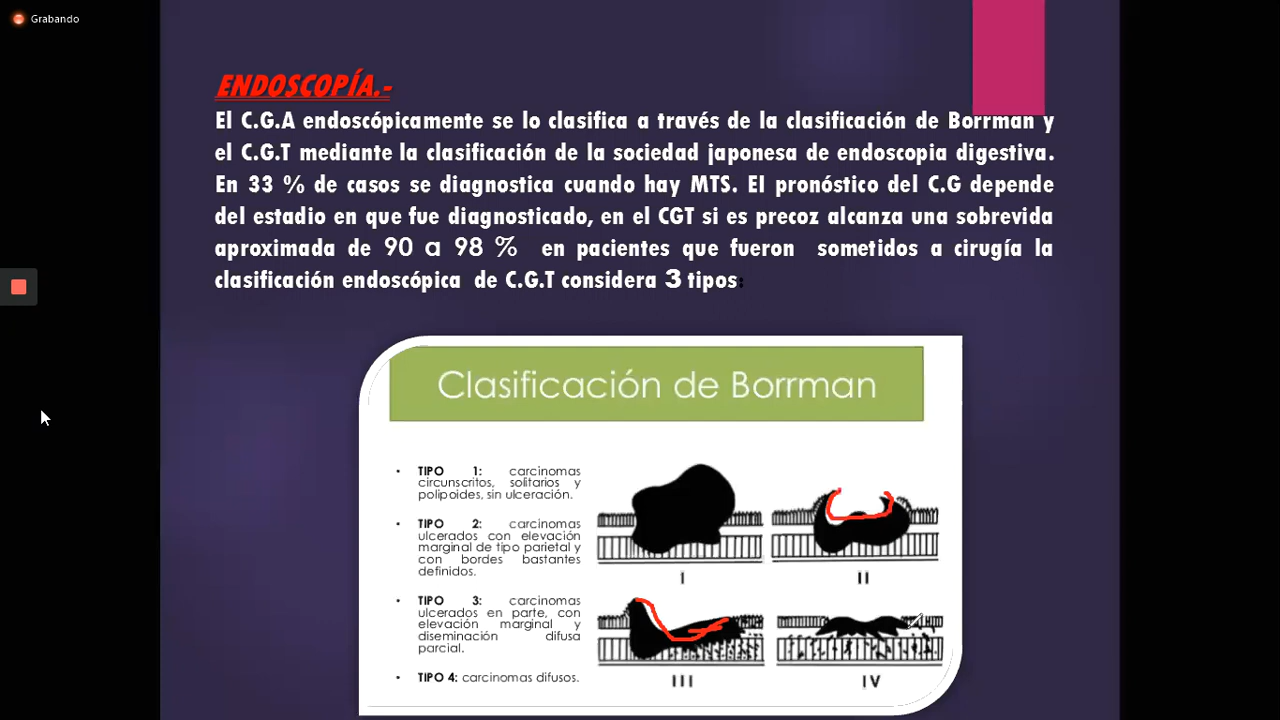 Grabando
ENDOSCOPÍA.-
El C.G.A endoscópicamente se lo clasifica a través de la clasificación de Borrman y
el C.G.T mediante la clasificación de la sociedad japonesa de endoscopia digestiva.
En 33 % de casos se diagnostica cuando hay MTS. El pronóstico del C.G depende
del estadio en que fue diagnosticado, en el CGT si es precoz alcanza una sobrevida
aproximada de 90 a 98 % en pacientes que fueron sometidos a cirugía la
clasificación endoscópica de C.G.T considera 3 tipos:
Clasificación de Borrman
• TIPO 1: carcinomas
circunscritos, solitarios y
polipoides, sin ulceración.
• TIPO 2: carcinomas
ulcerados con elevación
marginal de tipo parietal y
con bordes bastantes
definidos.
• TIPO 3: carcinomas
ulcerados en parte, con
elevación marginal y
diseminación difusa
parcial.
• TIPO 4: carcinomas difusos.
I
II
III
IV